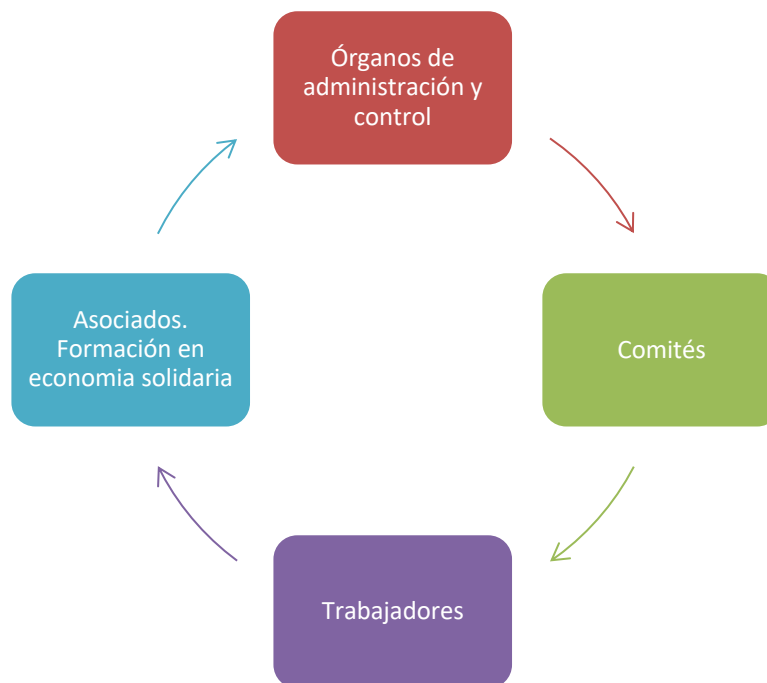 Órganos de
administración y
control
Asociados.
Formación en
economia solidaria
Comités
Trabajadores